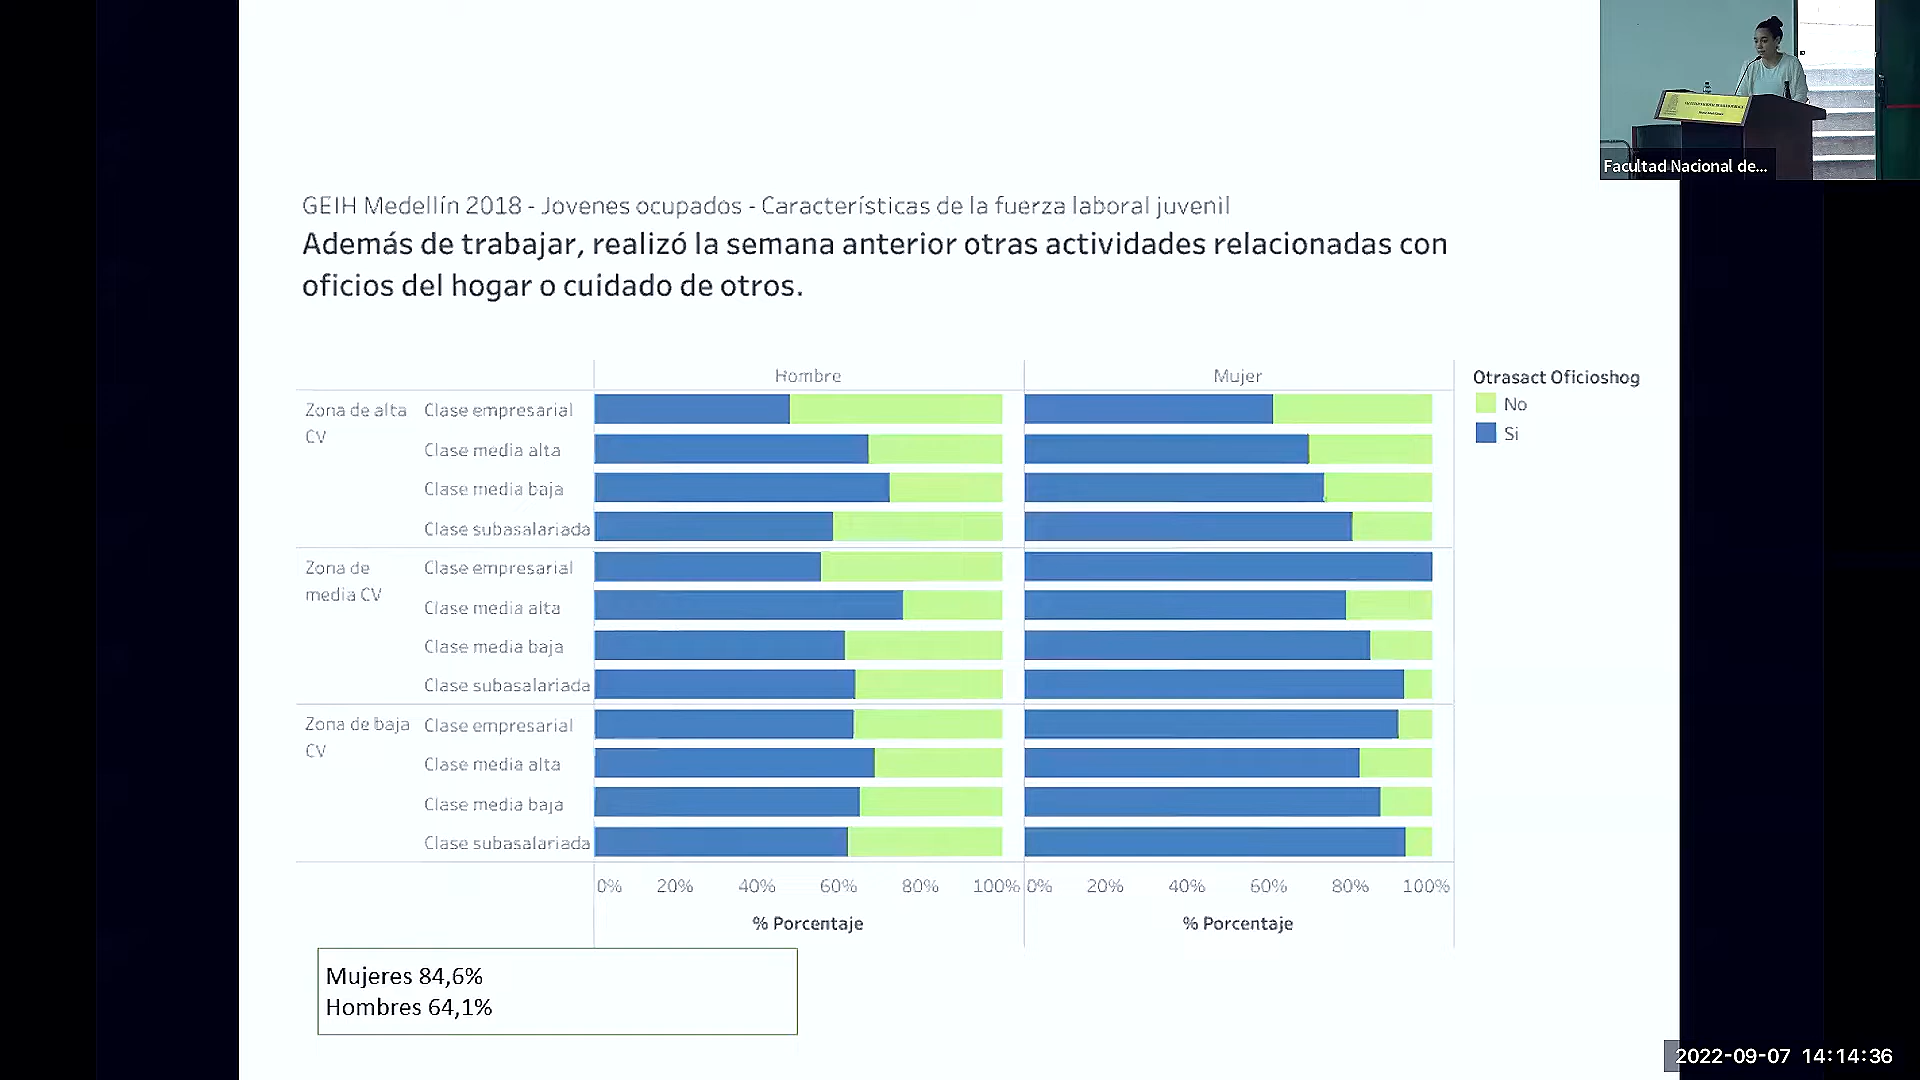 Facultad Nacional de...
GEIH Medellín 2018 - Jovenes ocupados - Características de la fuerza laboral juvenil
Además de trabajar, realizó la semana anterior otras actividades relacionadas con
oficios del hogar o cuidado de otros.
Hombre
Mujer
Otrasact Oficioshog
No
Si
Zona de alta
CV
Clase empresarial
Clase media alta
Clase media baja
Clase subasalariada
Zona de
media CV
Clase empresarial
Clase media alta
Clase media baja
Clase subasalariada
Zona de baja
CV
Clase empresarial
Clase media alta
Clase media baja
Clase subasalariada
0% 20% 40% 60% 80% 100% 0% 20% 40% 60% 80% 100%
% Porcentaje
% Porcentaje
Mujeres 84,6%
Hombres 64,1%
2022-09-07 14:14:36